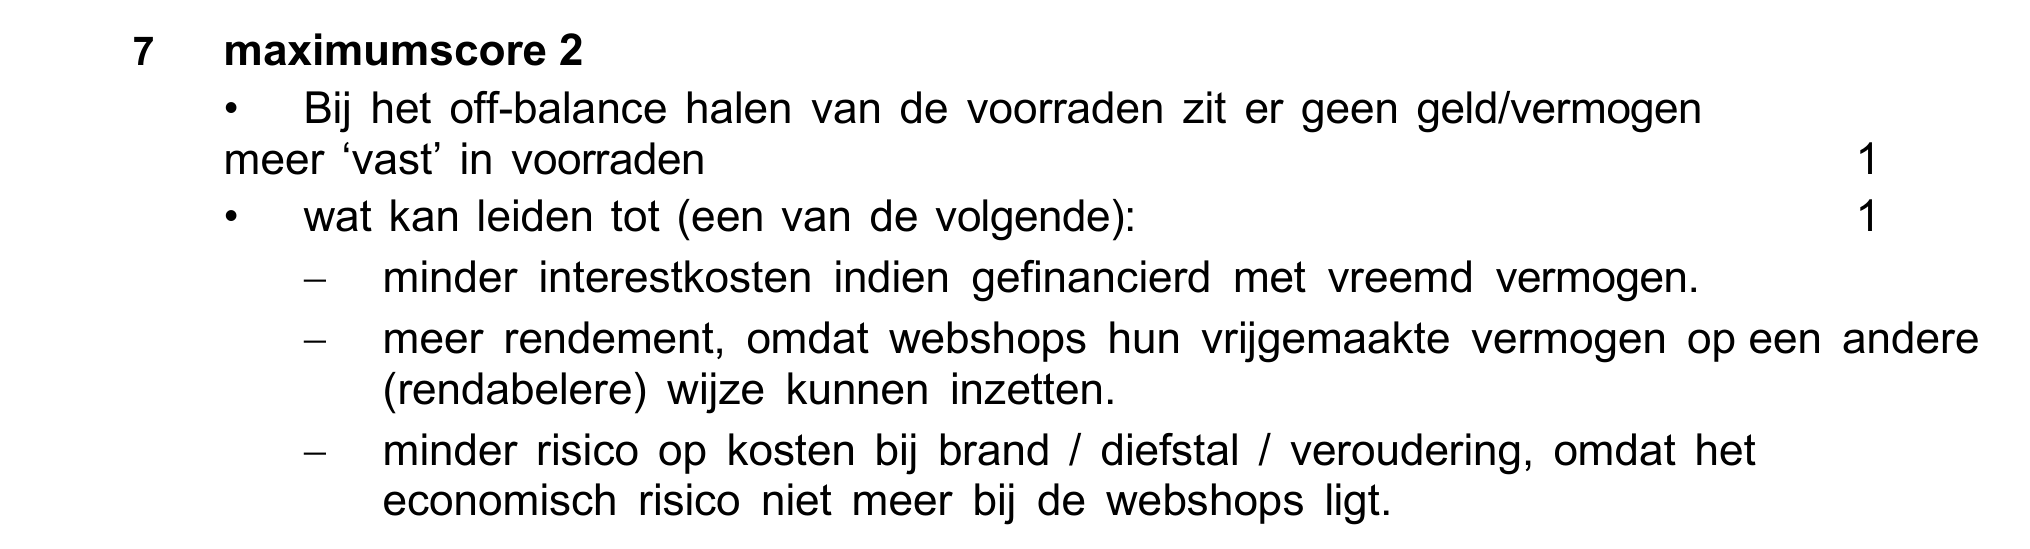 7 maximumscore 2
• Bij het off-balance halen van de voorraden zit er geen geld/vermogen
meer ‘vast’ in voorraden 1
• wat kan leiden tot (een van de volgende): 1
− minder interestkosten indien gefinancierd met vreemd vermogen.
− meer rendement, omdat webshops hun vrijgemaakte vermogen op een andere
(rendabelere) wijze kunnen inzetten.
− minder risico op kosten bij brand / diefstal / veroudering, omdat het
economisch risico niet meer bij de webshops ligt.